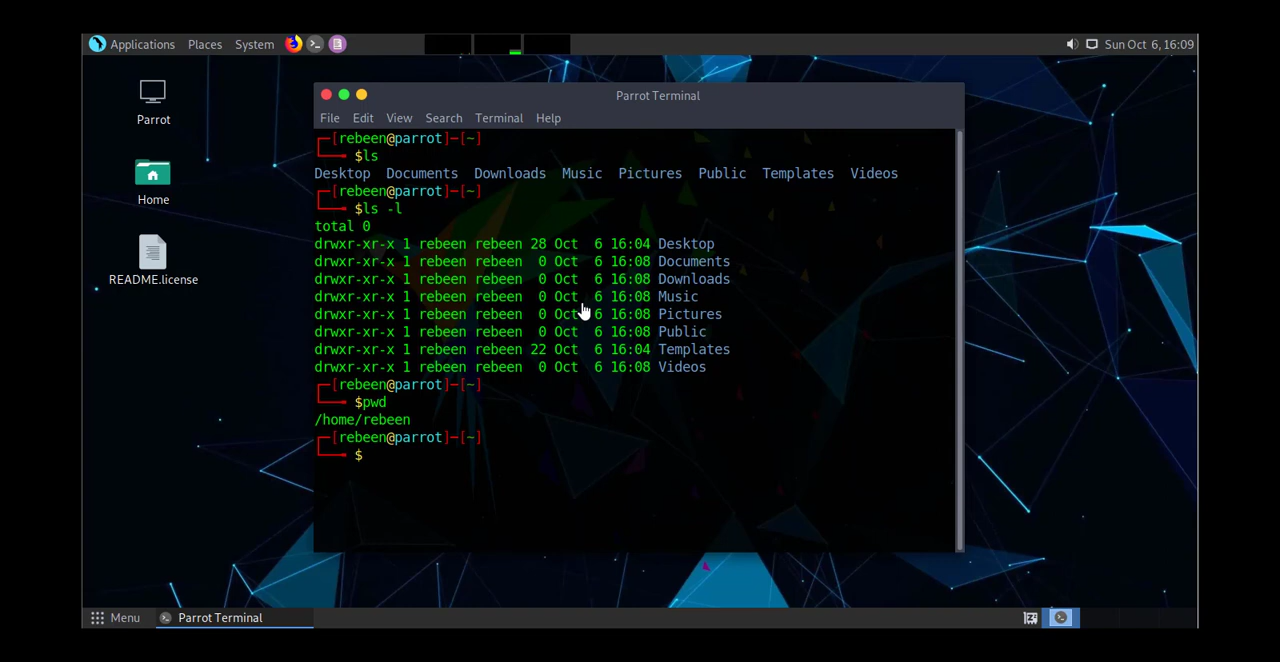 Applications Places System Sun Oct 6, 16:09
Parrot
Home
README.license
Parrot Terminal
File Edit View Search Terminal Help
┌─[rebeen@parrot]─[~]
└──╼ $ls
Desktop Documents Downloads Music Pictures Public Templates Videos
┌─[rebeen@parrot]─[~]
└──╼ $ls -l
total 0
drwxr-xr-x 1 rebeen rebeen 28 Oct  6 16:04 Desktop
drwxr-xr-x 1 rebeen rebeen  0 Oct  6 16:08 Documents
drwxr-xr-x 1 rebeen rebeen  0 Oct  6 16:08 Downloads
drwxr-xr-x 1 rebeen rebeen  0 Oct  6 16:08 Music
drwxr-xr-x 1 rebeen rebeen  0 Oct  6 16:08 Pictures
drwxr-xr-x 1 rebeen rebeen  0 Oct  6 16:08 Public
drwxr-xr-x 1 rebeen rebeen 22 Oct  6 16:04 Templates
drwxr-xr-x 1 rebeen rebeen  0 Oct  6 16:08 Videos
┌─[rebeen@parrot]─[~]
└──╼ $pwd
/home/rebeen
┌─[rebeen@parrot]─[~]
└──╼ $
Menu Parrot Terminal